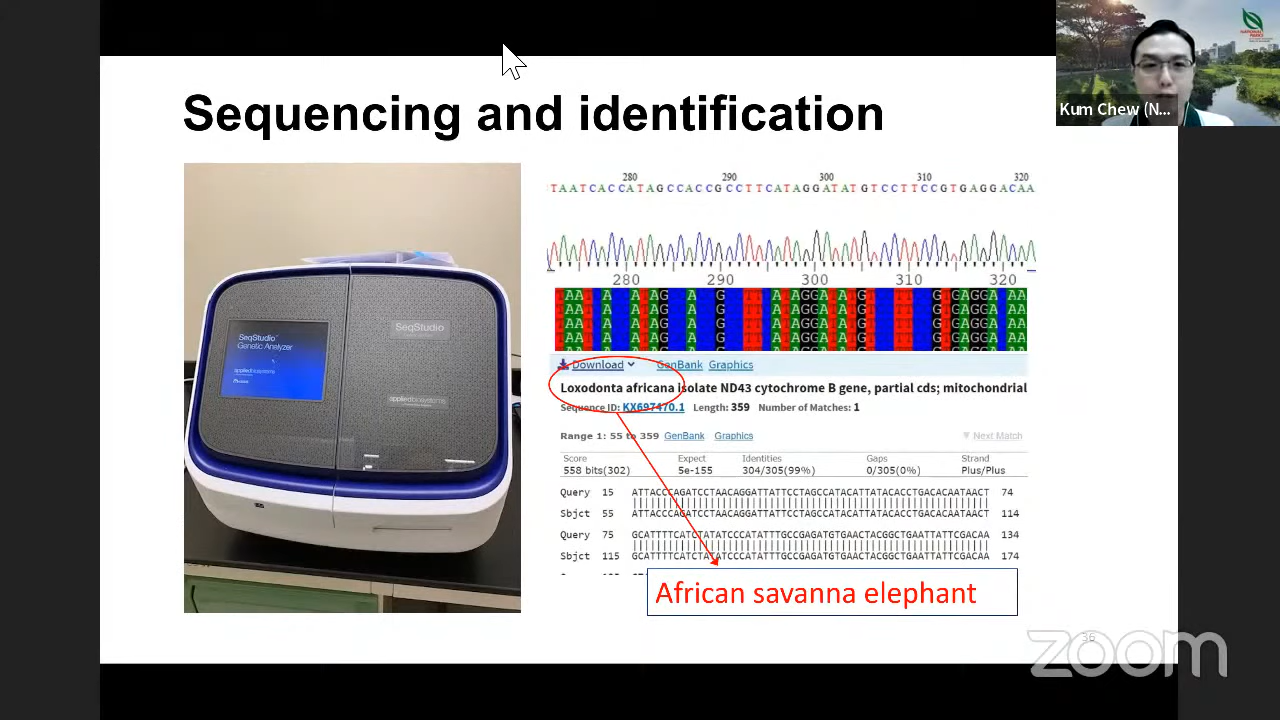 Sequencing and identification
Kum Chew (N...
280 290 300 310 320
TAATCACCATAGCCACCGCCTTCATAGGATATGTCCTTCCGTGAGGACAA
280 290 300 310 320
SeqStudio
SeqStudio
Genetic Analyzer
appliedbiosystems
appliedbiosystems
Download GenBank Graphics
Loxodonta africana isolate ND43 cytochrome B gene, partial cds; mitochondrial
Sequence ID: KX697470.1 Length: 359 Number of Matches: 1
Range 1: 55 to 359 GenBank Graphics Next Match
Score Expect Identities Gaps Strand
558 bits(302) 5e-155 304/305(99%) 0/305(0%) Plus/Plus
Query 15 ATTACCCAGATCCTAACAGGATTATTCCTAGCCATACATTATACACCTGACACAATAACT 74
Sbjct 55 ATTACCCAGATCCTAACAGGATTATTCCTAGCCATACATTATACACCTGACACAATAACT 114
Query 75 GCATTTTCATCTATATCCCATATTTGCCGAGATGTGAACTACGGCTGAATTATTCGACAA 134
Sbjct 115 GCATTTTCATCTATATCCCATATTTGCCGAGATGTGAACTACGGCTGAATTATTCGACAA 174
African savanna elephant
36
zoom